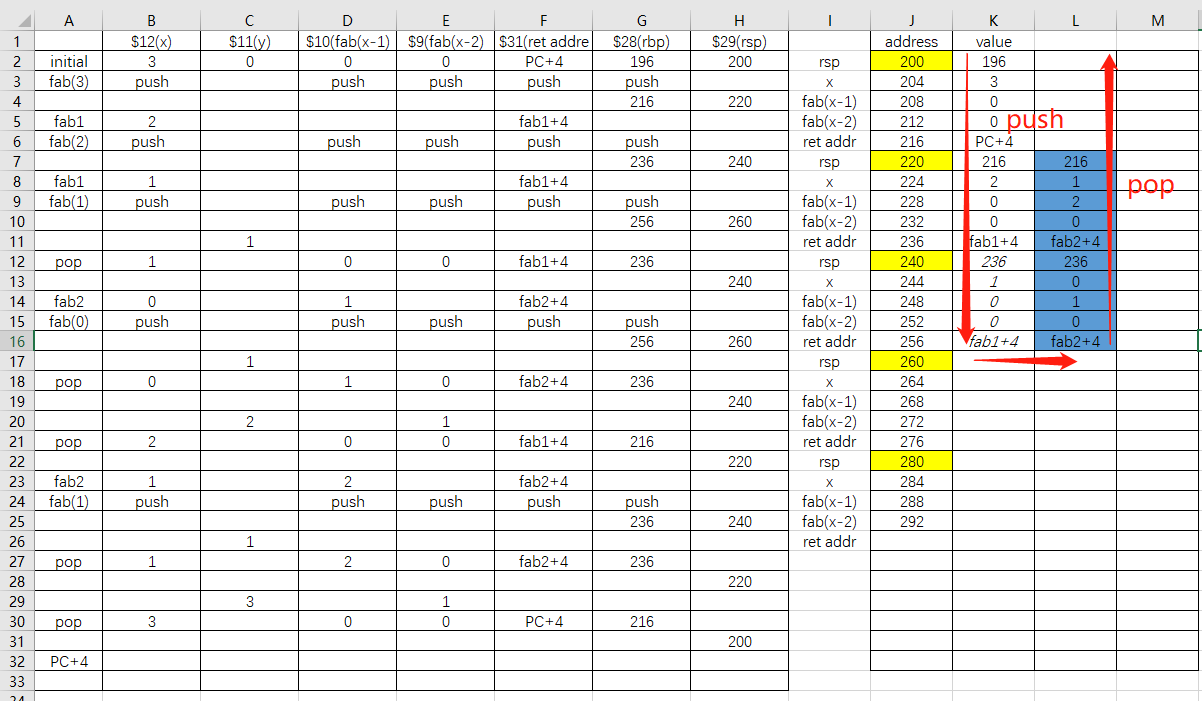 A B C D E F G H I J K L M
1 $12(x) $11(y) $10(fab(x-1) $9(fab(x-2) $31(ret addre $28(rbp) $29(rsp) address value
2 initial 3 0 0 0 PC+4 196 200 rsp 200 196
3 fab(3) push push push push push x 204 3
4 216 220 fab(x-1) 208 0
5 fab1 2 fab1+4 fab(x-2) 212 0 push
6 fab(2) push push push push push ret addr 216 PC+4
7 236 240 rsp 220 216 216
8 fab1 1 fab1+4 x 224 2 1 pop
9 fab(1) push push push push push fab(x-1) 228 0 2
10 256 260 fab(x-2) 232 0 0
11 1 ret addr 236 fab1+4 fab2+4
12 pop 1 0 0 fab1+4 236 rsp 240 236 236
13 240 x 244 1 0
14 fab2 0 1 fab2+4 fab(x-1) 248 0 1
15 fab(0) push push push push push fab(x-2) 252 0 0
16 256 260 ret addr 256 fab1+4 fab2+4
17 1 rsp 260
18 pop 0 1 0 fab2+4 236 x 264
19 240 fab(x-1) 268
20 2 1 fab(x-2) 272
21 pop 2 0 0 fab1+4 216 ret addr 276
22 220 rsp 280
23 fab2 1 2 fab2+4 x 284
24 fab(1) push push push push push fab(x-1) 288
25 236 240 fab(x-2) 292
26 1 ret addr
27 pop 1 2 0 fab2+4 236
28 220
29 3 1
30 pop 3 0 0 PC+4 216
31 200
32 PC+4
33